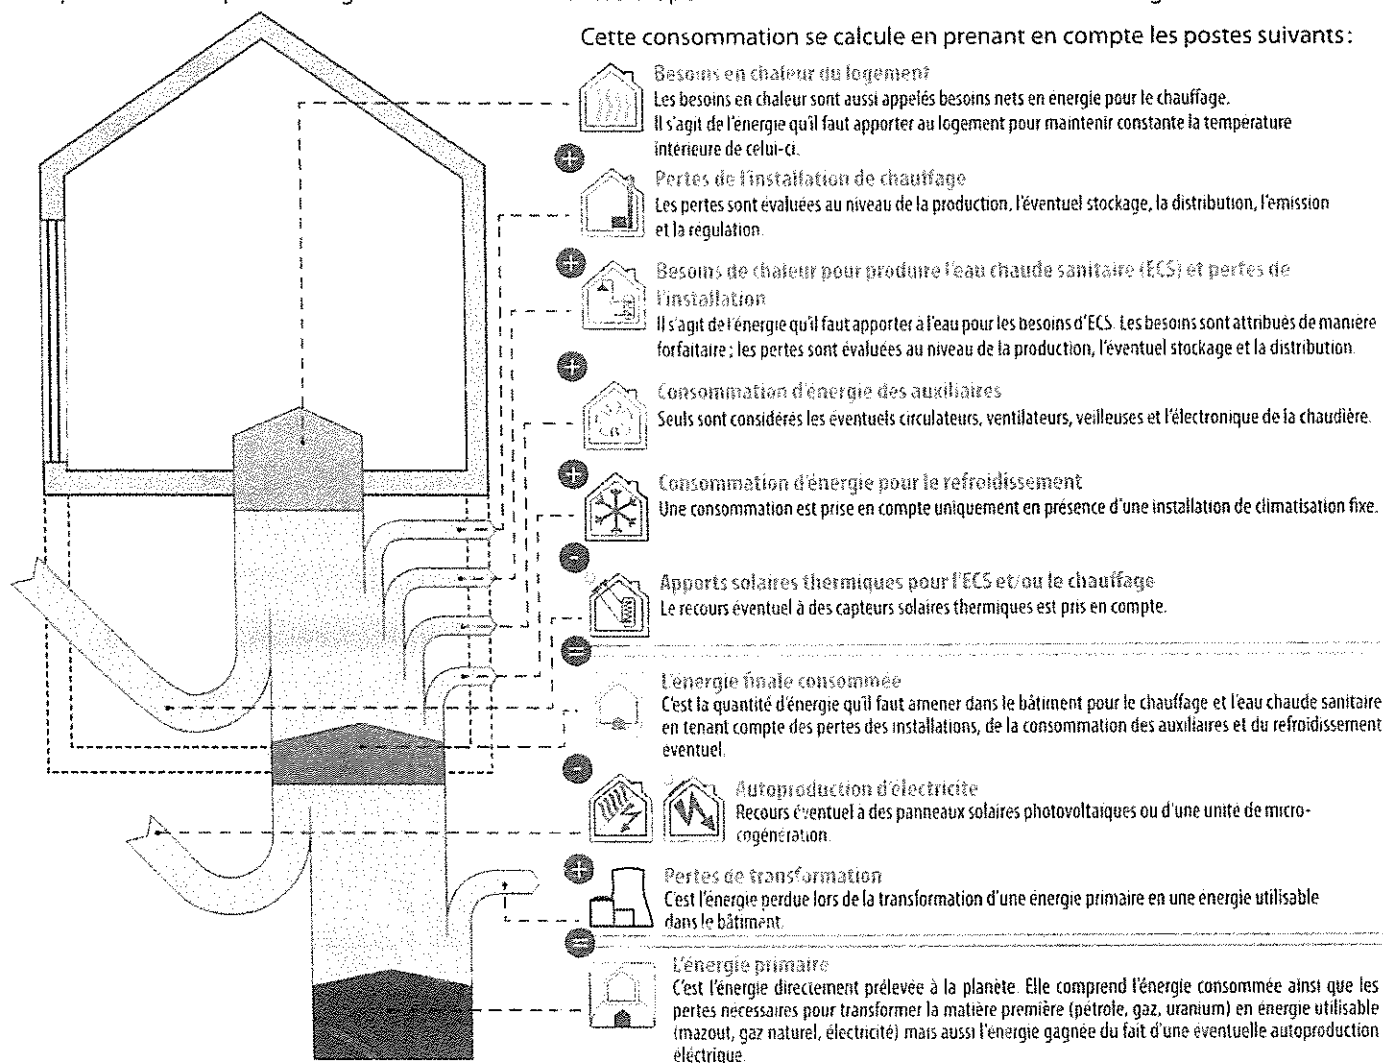 Cette consommation se calcule en prenant en compte les postes suivants:
Besoins en chaleur du logement
Les besoins en chaleur sont aussi appelés besoins nets en énergie pour le chauffage.
Il s'agit de l'énergie qu'il faut apporter au logement pour maintenir constante la température
intérieure de celui-ci.
+
Pertes de l'installation de chauffage
Les pertes sont évaluées au niveau de la production, l'éventuel stockage, la distribution, l'émission
et la régulation.
+
Besoins de chaleur pour produire l'eau chaude sanitaire (ECS) et pertes de
l'installation
Il s'agit de l'énergie qu'il faut apporter à l'eau pour les besoins d'ECS. Les besoins sont attribués de manière
forfaitaire; les pertes sont évaluées au niveau de la production, l'éventuel stockage et la distribution.
+
Consommation d'énergie des auxiliaires
Seuls sont considérés les éventuels circulateurs, ventilateurs, veilleuses et l'électronique de la chaudière.
+
Consommation d'énergie pour le refroidissement
Une consommation est prise en compte uniquement en présence d'une installation de climatisation fixe.
-
Apports solaires thermiques pour l'ECS et/ou le chauffage
Le recours éventuel à des capteurs solaires thermiques est pris en compte.
=
L'énergie finale consommée
C'est la quantité d'énergie qu'il faut amener dans le bâtiment pour le chauffage et l'eau chaude sanitaire
en tenant compte des pertes des installations, de la consommation des auxiliaires et du refroidissement
éventuel.
-
Autoproduction d'électricité
Recours éventuel à des panneaux solaires photovoltaïques ou d'une unité de micro-
cogénération.
+
Pertes de transformation
C'est l'énergie perdue lors de la transformation d'une énergie primaire en une énergie utilisable
dans le bâtiment.
=
L'énergie primaire
C'est l'énergie directement prélevée à la planète. Elle comprend l'énergie consommée ainsi que les
pertes nécessaires pour transformer la matière première (pétrole, gaz, uranium) en énergie utilisable
(mazout, gaz naturel, électricité) mais aussi l'énergie gagnée du fait d'une éventuelle autoproduction
éléctrique.